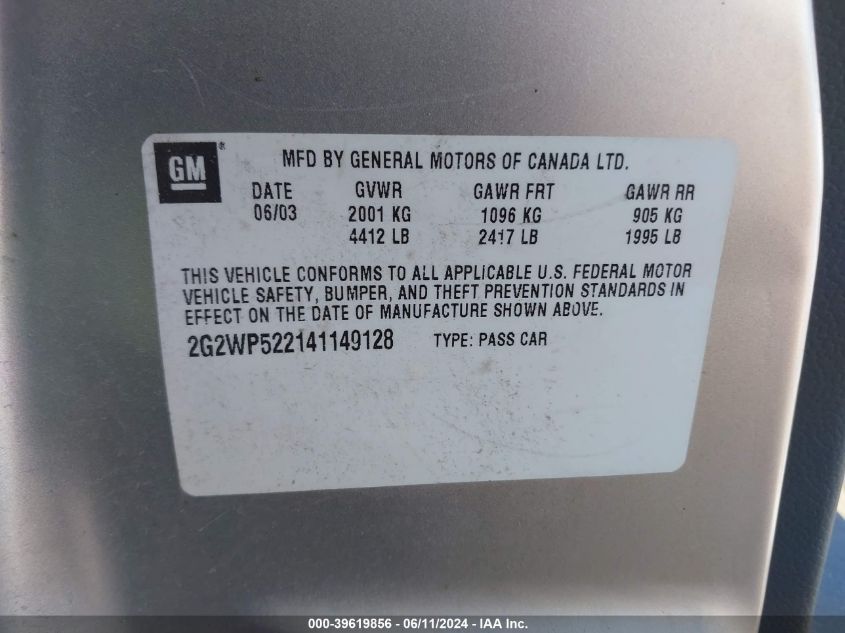 GM® MFD BY GENERAL MOTORS OF CANADA LTD.
DATE GVWR GAWR FRT GAWR RR
06/03 2001 KG 1096 KG 905 KG
4412 LB 2417 LB 1995 LB
THIS VEHICLE CONFORMS TO ALL APPLICABLE U.S. FEDERAL MOTOR
VEHICLE SAFETY, BUMPER, AND THEFT PREVENTION STANDARDS IN
EFFECT ON THE DATE OF MANUFACTURE SHOWN ABOVE.
2G2WP522141149128 TYPE: PASS CAR
000-39619856 - 06/11/2024 - IAA Inc.